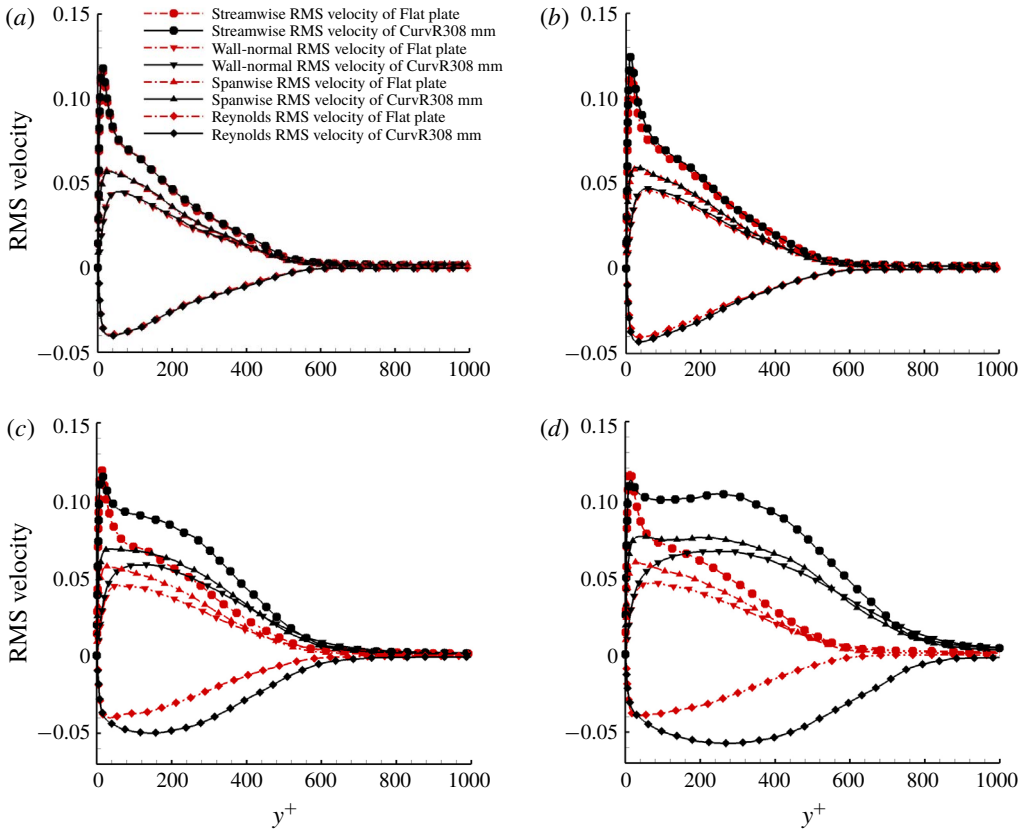 (a)
0.15
0.10
0.05
0
−0.05
RMS velocity
0 200 400 600 800 1000
Streamwise RMS velocity of Flat plate
Streamwise RMS velocity of CurvR308 mm
Wall-normal RMS velocity of Flat plate
Wall-normal RMS velocity of CurvR308 mm
Spanwise RMS velocity of Flat plate
Spanwise RMS velocity of CurvR308 mm
Reynolds RMS velocity of Flat plate
Reynolds RMS velocity of CurvR308 mm
(b)
0.15
0.10
0.05
0
−0.05
0 200 400 600 800 1000
(c)
0.15
0.10
0.05
0
−0.05
RMS velocity
0 200 400 600 800 1000
y+
(d)
0.15
0.10
0.05
0
−0.05
0 200 400 600 800 1000
y+